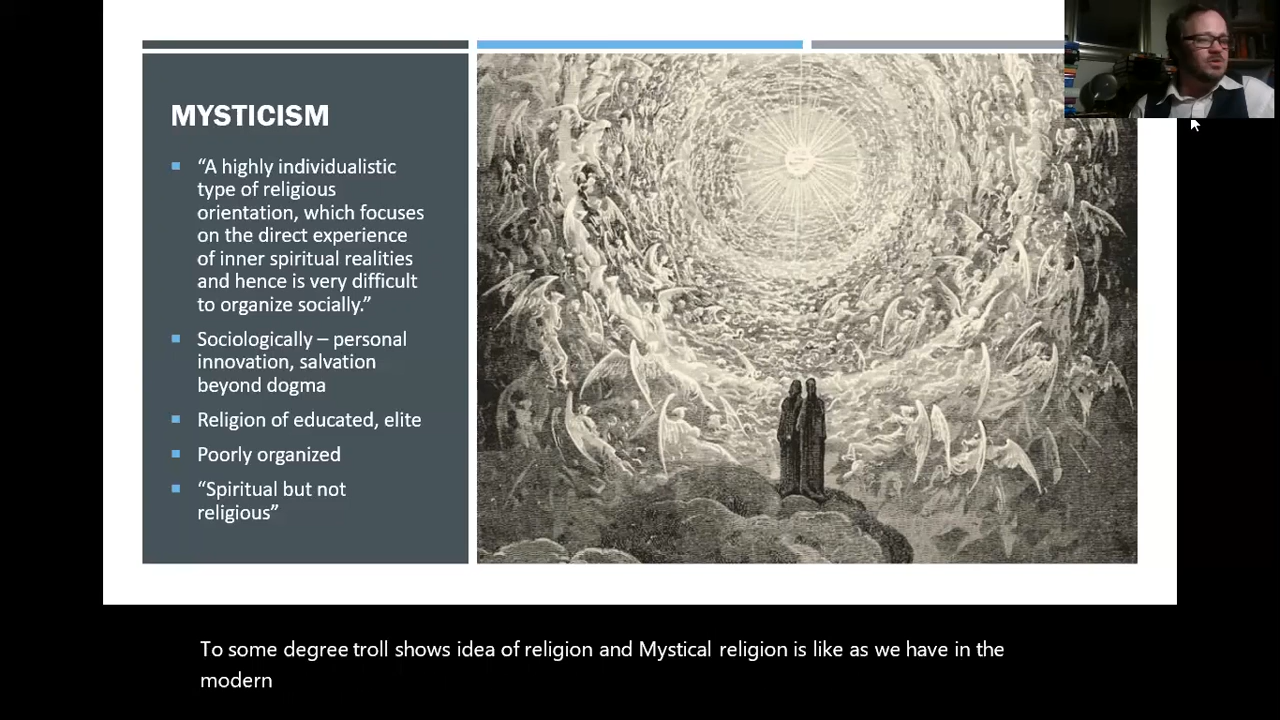 MYSTICISM
“A highly individualistic
type of religious
orientation, which focuses
on the direct experience
of inner spiritual realities
and hence is very difficult
to organize socially.”
Sociologically – personal
innovation, salvation
beyond dogma
Religion of educated, elite
Poorly organized
“Spiritual but not
religious”
To some degree troll shows idea of religion and Mystical religion is like as we have in the
modern